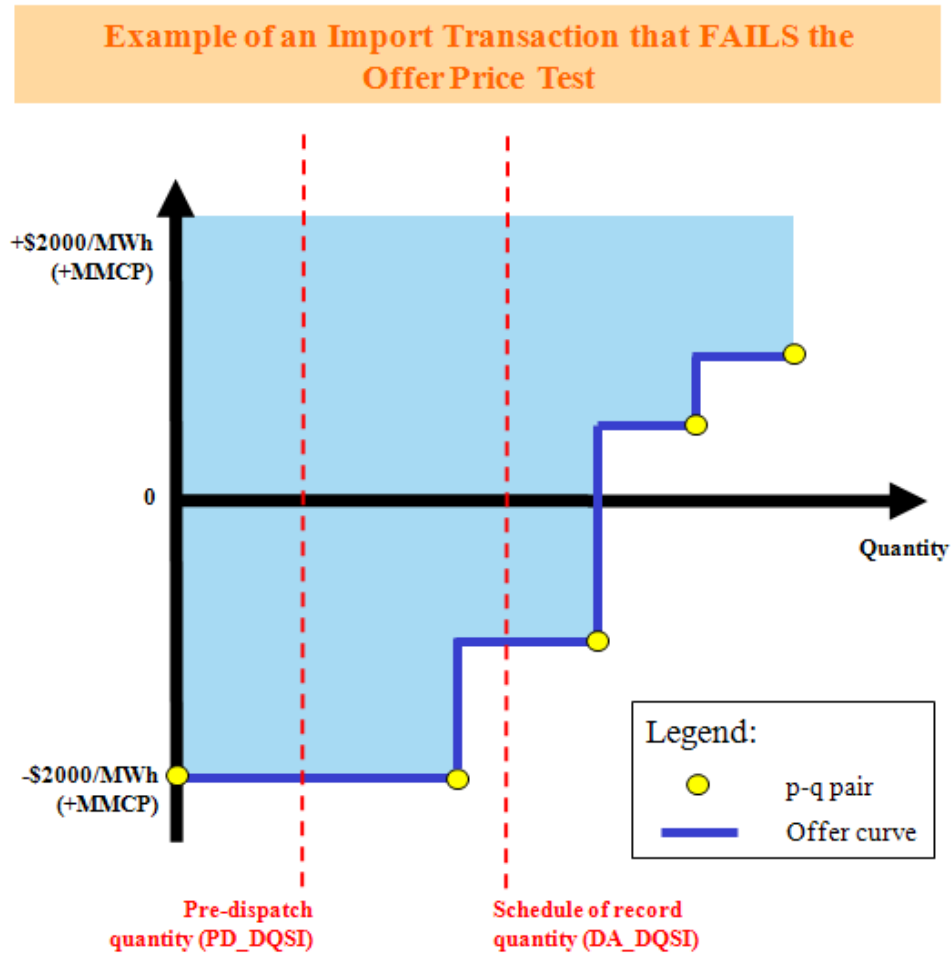 Example of an Import Transaction that FAILS the
Offer Price Test
+$2000/MWh
(+MMCP)
0
Quantity
-$2000/MWh
(+MMCP)
Legend:
p-q pair
Offer curve
Pre-dispatch
quantity (PD_DQSI)
Schedule of record
quantity (DA_DQSI)